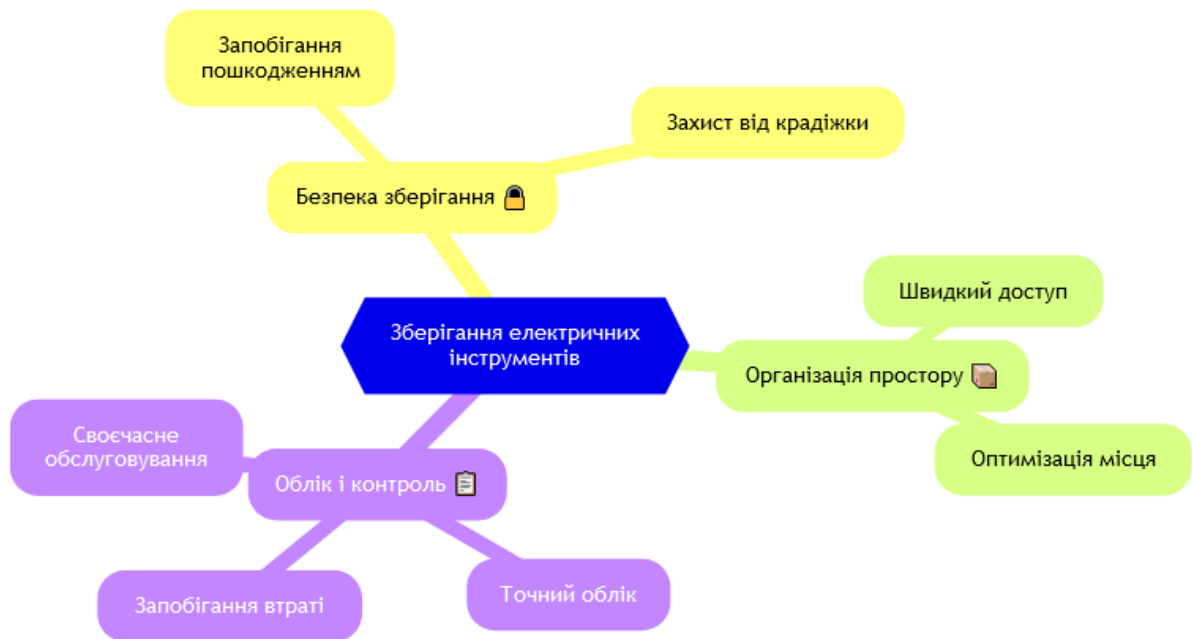 Запобігання
пошкодженням
Захист від крадіжки
Безпека зберігання 🔒
Швидкий доступ
Зберігання електричних
інструментів
Організація простору 📦
Своєчасне
обслуговування
Оптимізація місця
Облік і контроль 📋
Запобігання втраті
Точний облік